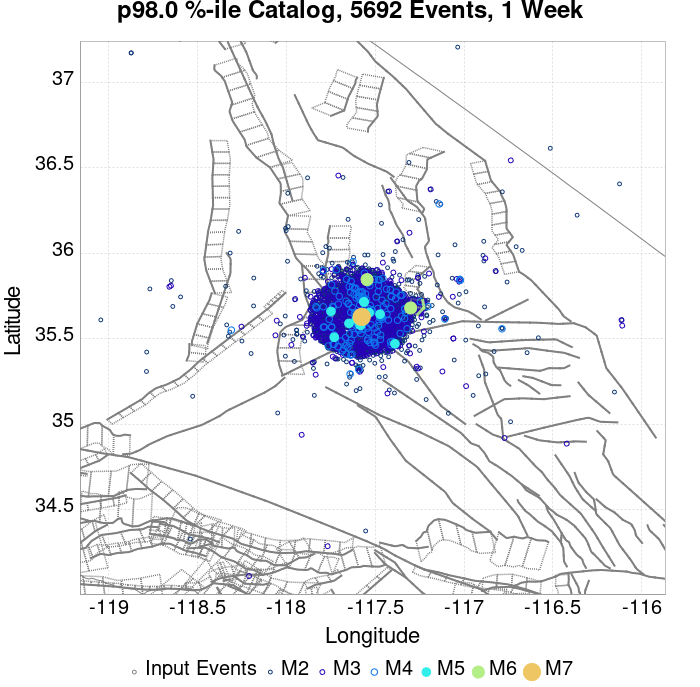 p98.0 %-ile Catalog, 5692 Events, 1 Week
37
36.5
36
35.5
35
34.5
Latitude
-119 -118.5 -118 -117.5 -117 -116.5 -116
Longitude
Input Events M2 M3 M4 M5 M6 M7